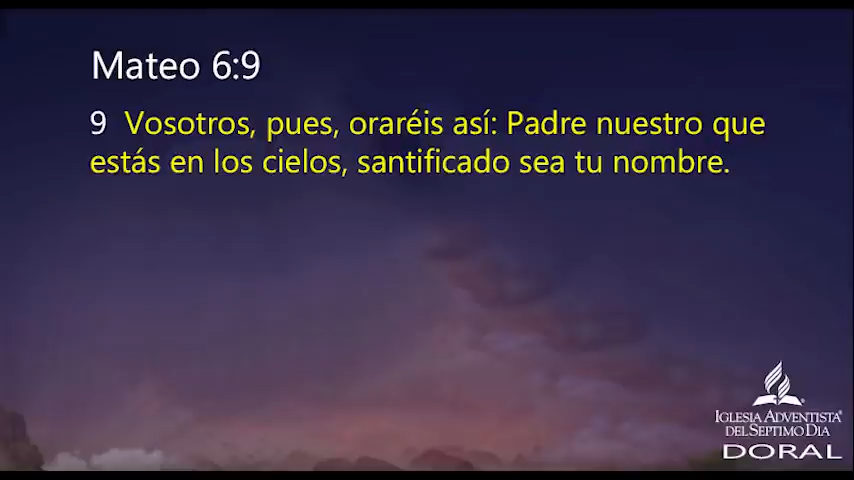 Mateo 6:9
9 Vosotros, pues, oraréis así: Padre nuestro que
estás en los cielos, santificado sea tu nombre.
IGLESIA ADVENTISTA®
DEL SEPTIMO DIA
DORAL